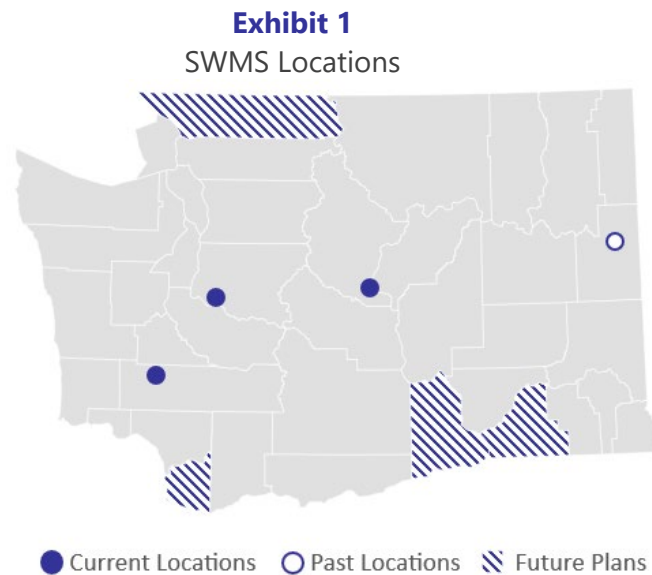 Exhibit 1
SWMS Locations
Current Locations
Past Locations
Future Plans